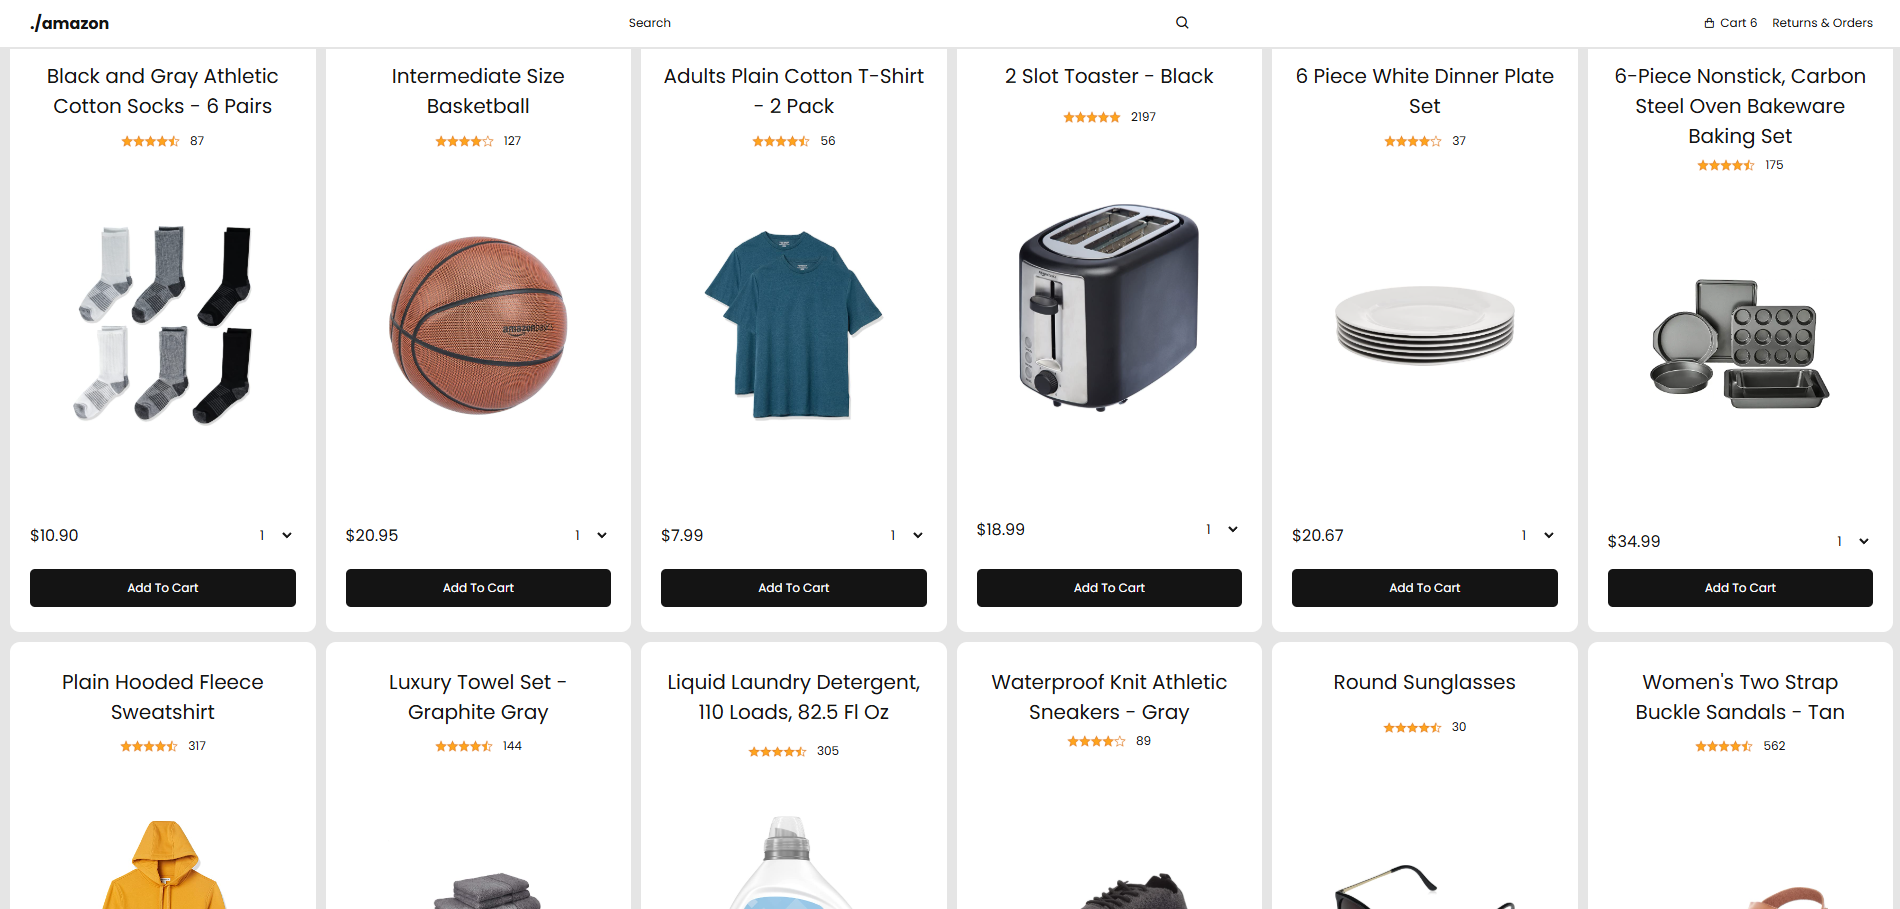 ./amazon
Search
Cart 6
Returns & Orders
Black and Gray Athletic
Cotton Socks - 6 Pairs
87
$10.90
1
Add To Cart
Intermediate Size
Basketball
127
amazonbasics
$20.95
1
Add To Cart
Adults Plain Cotton T-Shirt
- 2 Pack
56
$7.99
1
Add To Cart
2 Slot Toaster - Black
2197
$18.99
1
Add To Cart
6 Piece White Dinner Plate
Set
37
$20.67
1
Add To Cart
6-Piece Nonstick, Carbon
Steel Oven Bakeware
Baking Set
175
$34.99
1
Add To Cart
Plain Hooded Fleece
Sweatshirt
317
Luxury Towel Set -
Graphite Gray
144
Liquid Laundry Detergent,
110 Loads, 82.5 Fl Oz
305
Waterproof Knit Athletic
Sneakers - Gray
89
Round Sunglasses
30
Women's Two Strap
Buckle Sandals - Tan
562